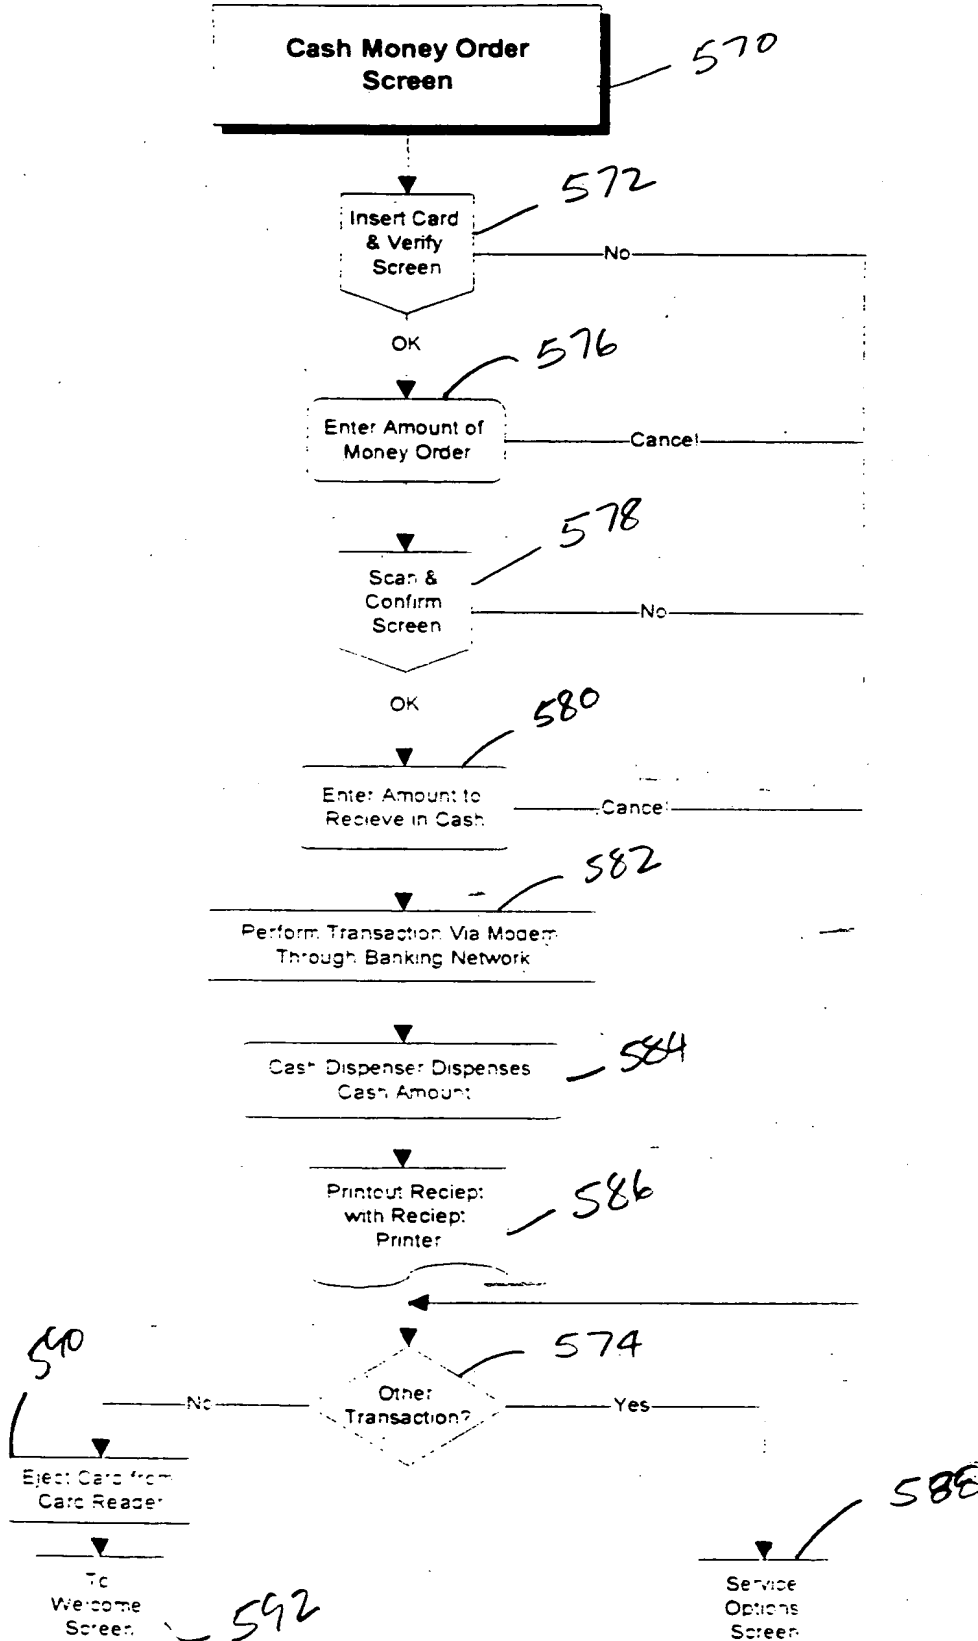 Cash Money Order
Screen
570
572
Insert Card
& Verify
Screen
No
OK
576
Enter Amount of
Money Order
Cancel
578
Scan &
Confirm
Screen
No
OK
580
Enter Amount to
Recieve in Cash
Cancel
582
Perform Transaction Via Modem
Through Banking Network
Cash Dispenser Dispenses
Cash Amount
584
Printout Reciept
with Reciept
Printer
586
574
590
Other
Transaction?
No
Yes
Eject Card from
Card Reader
588
To
Welcome
Screen
592
Service
Options
Screen